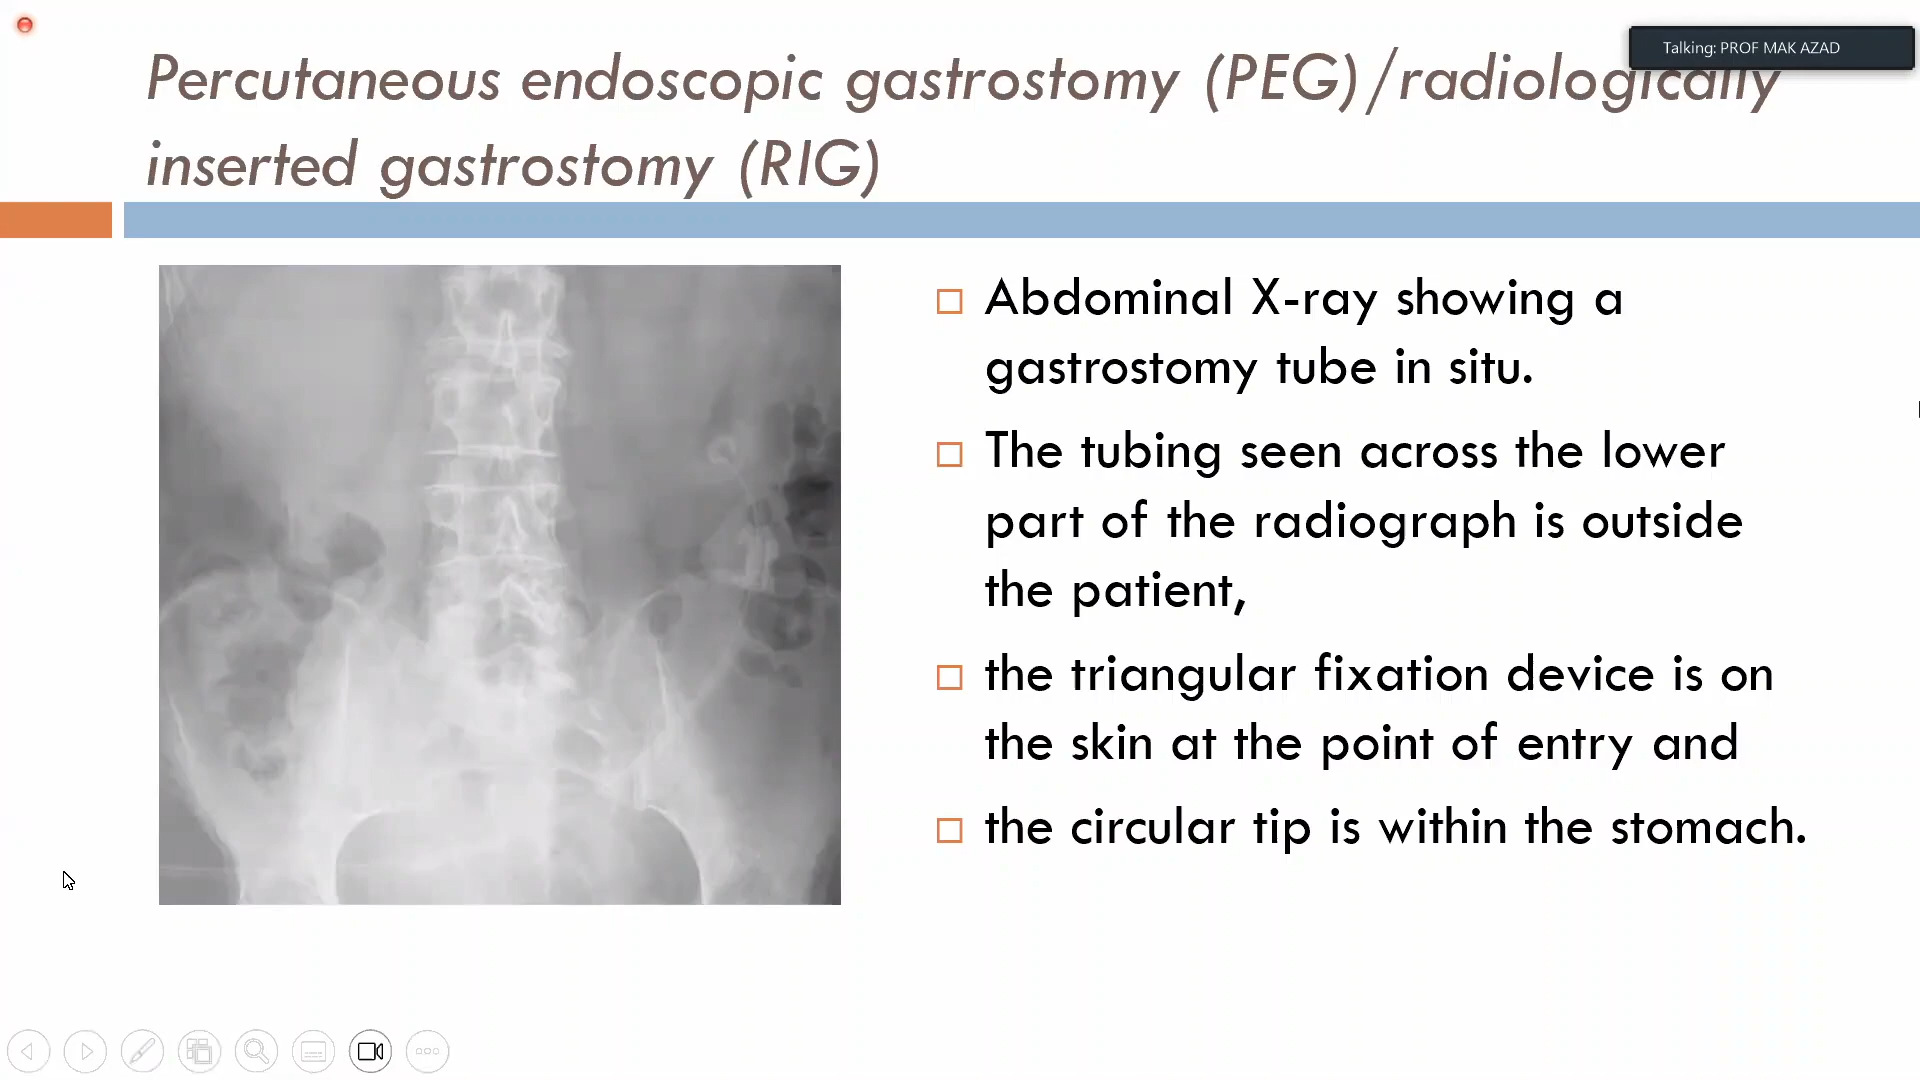 Talking: PROF MAK AZAD
Percutaneous endoscopic gastrostomy (PEG)/radiologically
inserted gastrostomy (RIG)
Abdominal X-ray showing a
gastrostomy tube in situ.
The tubing seen across the lower
part of the radiograph is outside
the patient,
the triangular fixation device is on
the skin at the point of entry and
the circular tip is within the stomach.